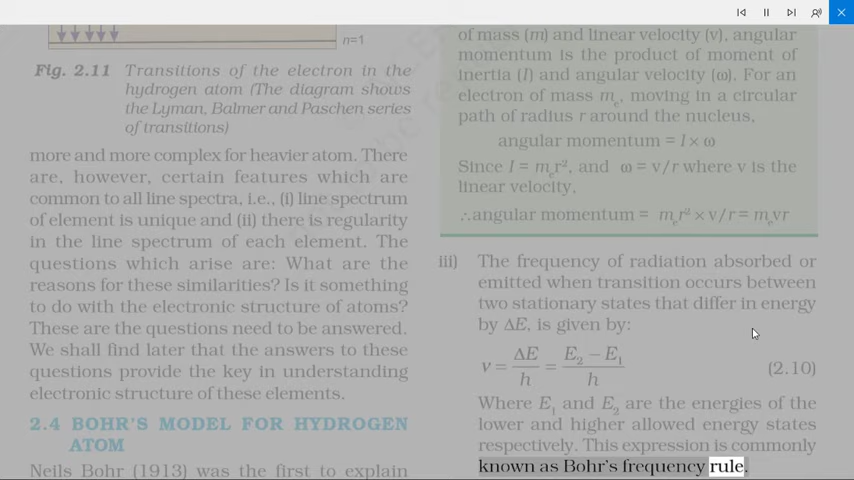 n=1
Fig. 2.11 Transitions of the electron in the
hydrogen atom (The diagram shows
the Lyman, Balmer and Paschen series
of transitions)
more and more complex for heavier atom. There
are, however, certain features which are
common to all line spectra, i.e., (i) line spectrum
of element is unique and (ii) there is regularity
in the line spectrum of each element. The
questions which arise are: What are the
reasons for these similarities? Is it something
to do with the electronic structure of atoms?
These are the questions need to be answered.
We shall find later that the answers to these
questions provide the key in understanding
electronic structure of these elements.
2.4 BOHR'S MODEL FOR HYDROGEN
ATOM
Neils Bohr (1913) was the first to explain
of mass (m) and linear velocity (v), angular
momentum is the product of moment of
inertia (I) and angular velocity (ω). For an
electron of mass mₑ, moving in a circular
path of radius r around the nucleus,
angular momentum = I × ω
Since I = mₑr², and ω = v/r where v is the
linear velocity,
∴angular momentum = mₑr² × v/r = mₑvr
iii) The frequency of radiation absorbed or
emitted when transition occurs between
two stationary states that differ in energy
by ΔE, is given by:
ν = ΔE/h = (E₂ – E₁)/h (2.10)
Where E₁ and E₂ are the energies of the
lower and higher allowed energy states
respectively. This expression is commonly
known as Bohr's frequency rule.